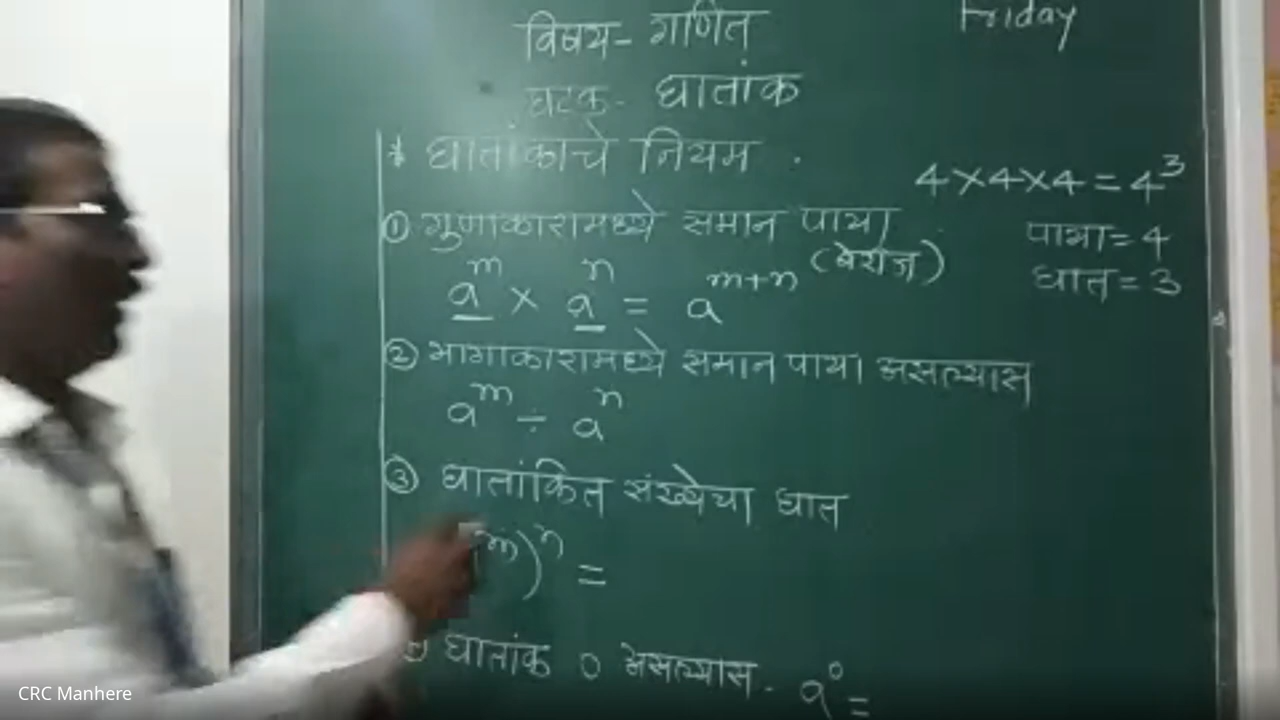 Friday
विषय- गणित
घटक- घातांक
* घातांकाचे नियम .
4×4×4=4³
पाया=4
घात=3
① गुणाकारामध्ये समान पाया
(बेरीज)
aᵐ × aⁿ = aᵐ⁺ⁿ
② भागाकारामध्ये समान पाया असल्यास
aᵐ ÷ aⁿ
③ घातांकित संख्येचा घात
ᵐ)ⁿ =
घातांक 0 असल्यास. a⁰ =
CRC Manhere